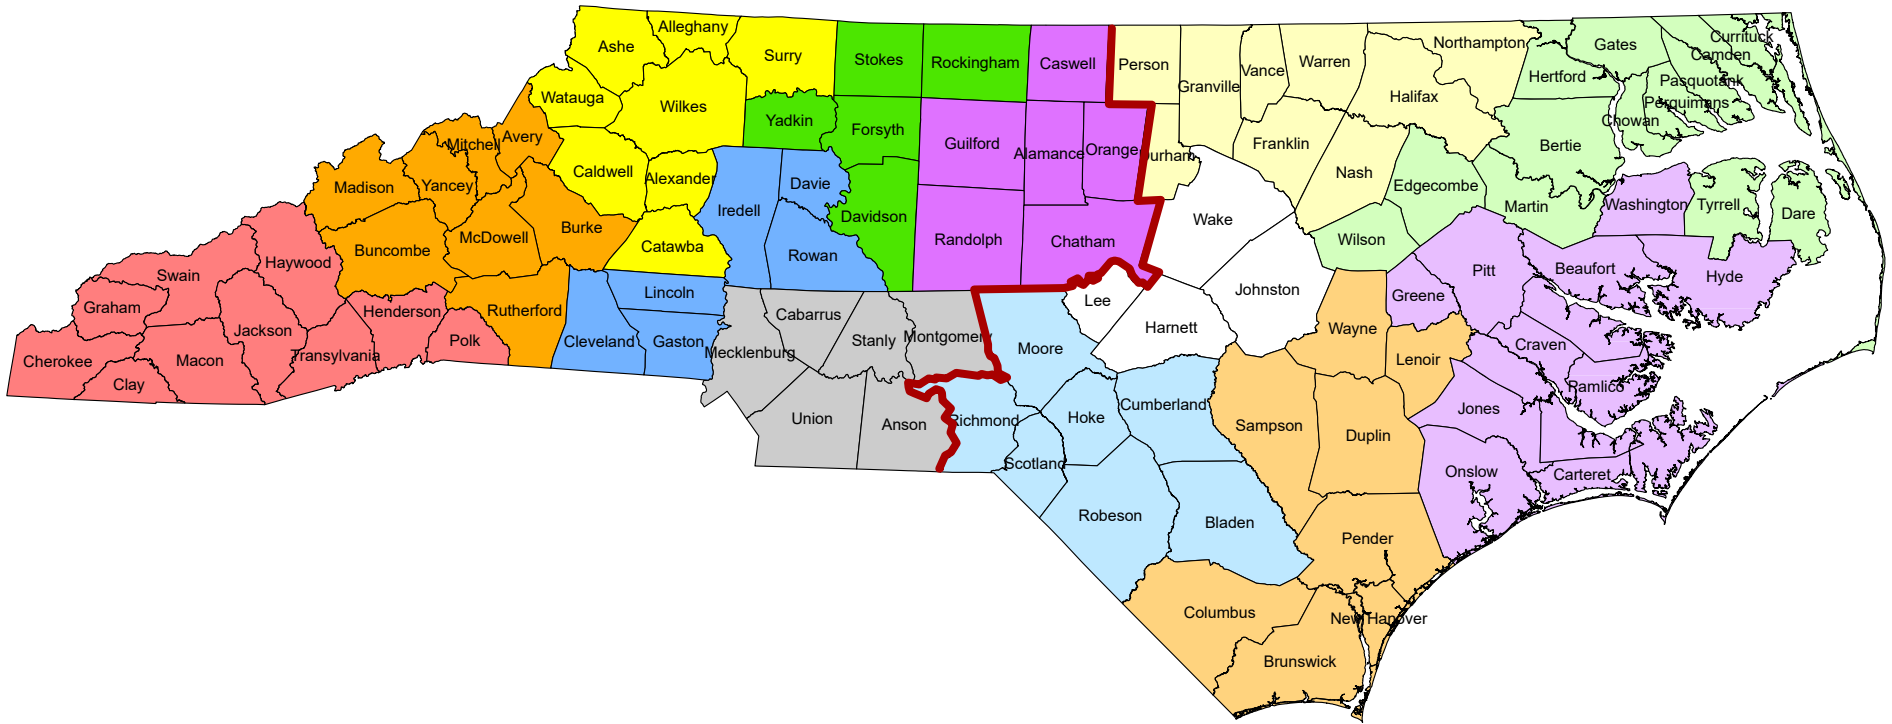 Alleghany
Ashe
Surry
Stokes
Rockingham
Caswell
Person
Granville
Vance
Warren
Northampton
Gates
Currituck
Camden
Hertford
Pasquotank
Perquimans
Chowan
Watauga
Wilkes
Yadkin
Forsyth
Guilford
Alamance
Orange
Durham
Franklin
Halifax
Nash
Bertie
Mitchell
Avery
Madison
Yancey
Caldwell
Alexander
Iredell
Davie
Davidson
Edgecombe
Martin
Washington
Tyrrell
Dare
Buncombe
McDowell
Burke
Catawba
Rowan
Randolph
Chatham
Wake
Wilson
Swain
Haywood
Lincoln
Johnston
Pitt
Beaufort
Hyde
Graham
Jackson
Henderson
Rutherford
Cleveland
Gaston
Cabarrus
Stanly
Montgomery
Lee
Harnett
Wayne
Greene
Lenoir
Craven
Cherokee
Clay
Macon
Transylvania
Polk
Mecklenburg
Moore
Ramlico
Jones
Union
Anson
Richmond
Hoke
Cumberland
Sampson
Duplin
Scotland
Onslow
Carteret
Robeson
Bladen
Pender
Columbus
New Hanover
Brunswick